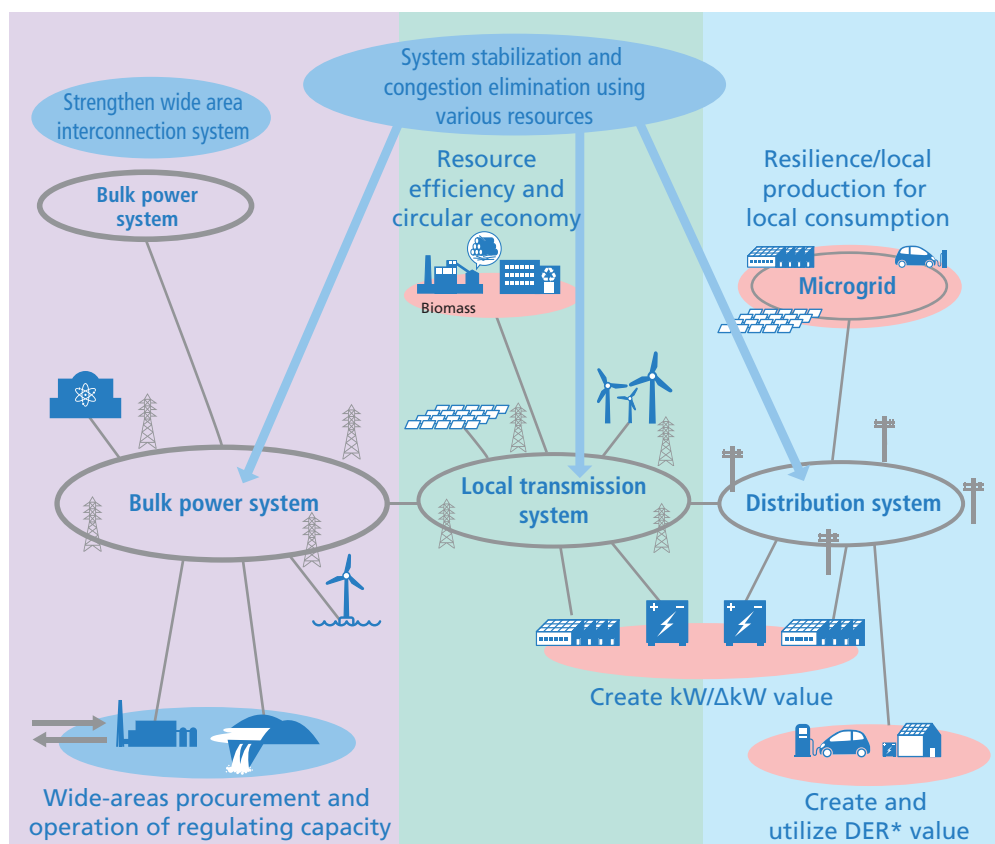 System stabilization and
congestion elimination using
various resources
Strengthen wide area
interconnection system
Bulk power
system
Resource
efficiency and
circular economy
Biomass
Resilience/local
production for
local consumption
Microgrid
Bulk power system
Local transmission
system
Distribution system
Create kW/ΔkW value
Wide-areas procurement and
operation of regulating capacity
Create and
utilize DER* value